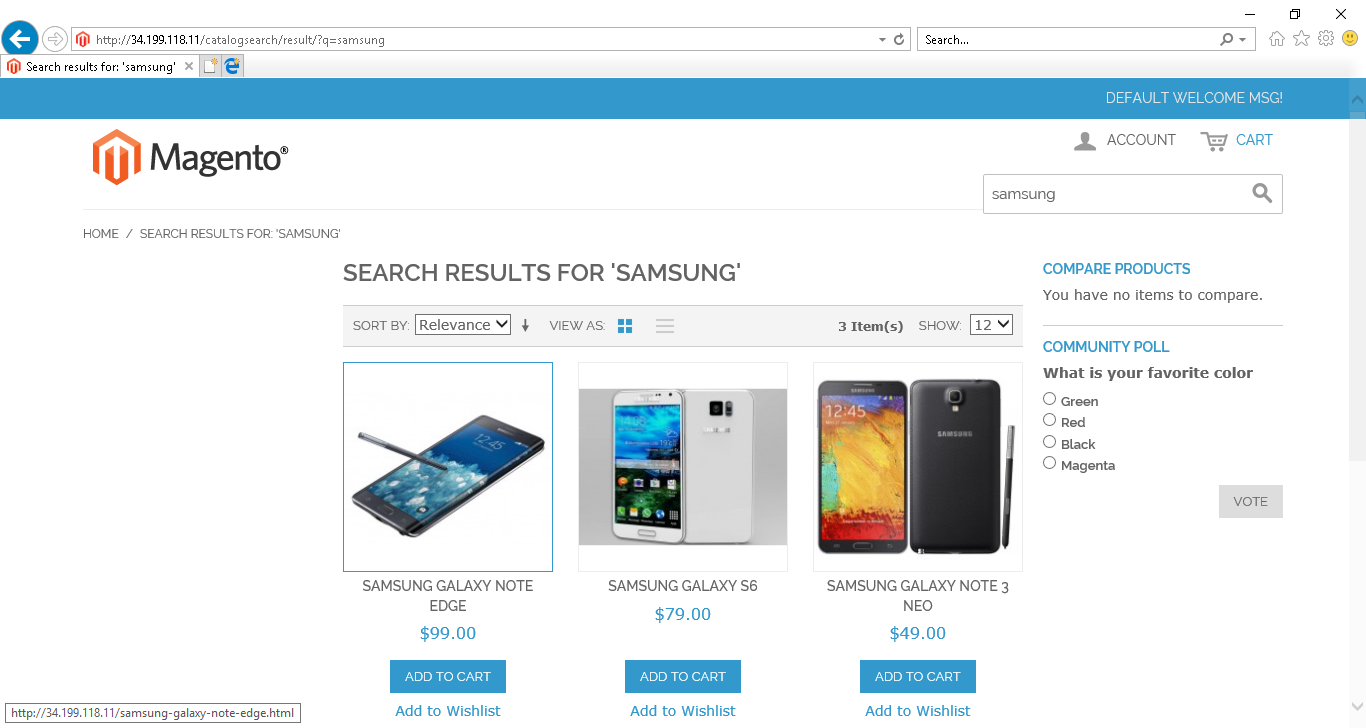 http://34.199.118.11/catalogsearch/result/?q=samsung
Search...
Search results for: 'samsung'
DEFAULT WELCOME MSG!
Magento®
ACCOUNT
CART
samsung
HOME / SEARCH RESULTS FOR: 'SAMSUNG'
SEARCH RESULTS FOR 'SAMSUNG'
SORT BY: Relevance VIEW AS: 3 Item(s) SHOW: 12
12:45
SAMSUNG
SAMSUNG GALAXY NOTE
EDGE
$99.00
ADD TO CART
Add to Wishlist
SAMSUNG GALAXY S6
$79.00
ADD TO CART
Add to Wishlist
SAMSUNG GALAXY NOTE 3
NEO
$49.00
ADD TO CART
Add to Wishlist
COMPARE PRODUCTS
You have no items to compare.
COMMUNITY POLL
What is your favorite color
Green
Red
Black
Magenta
VOTE
http://34.199.118.11/samsung-galaxy-note-edge.html